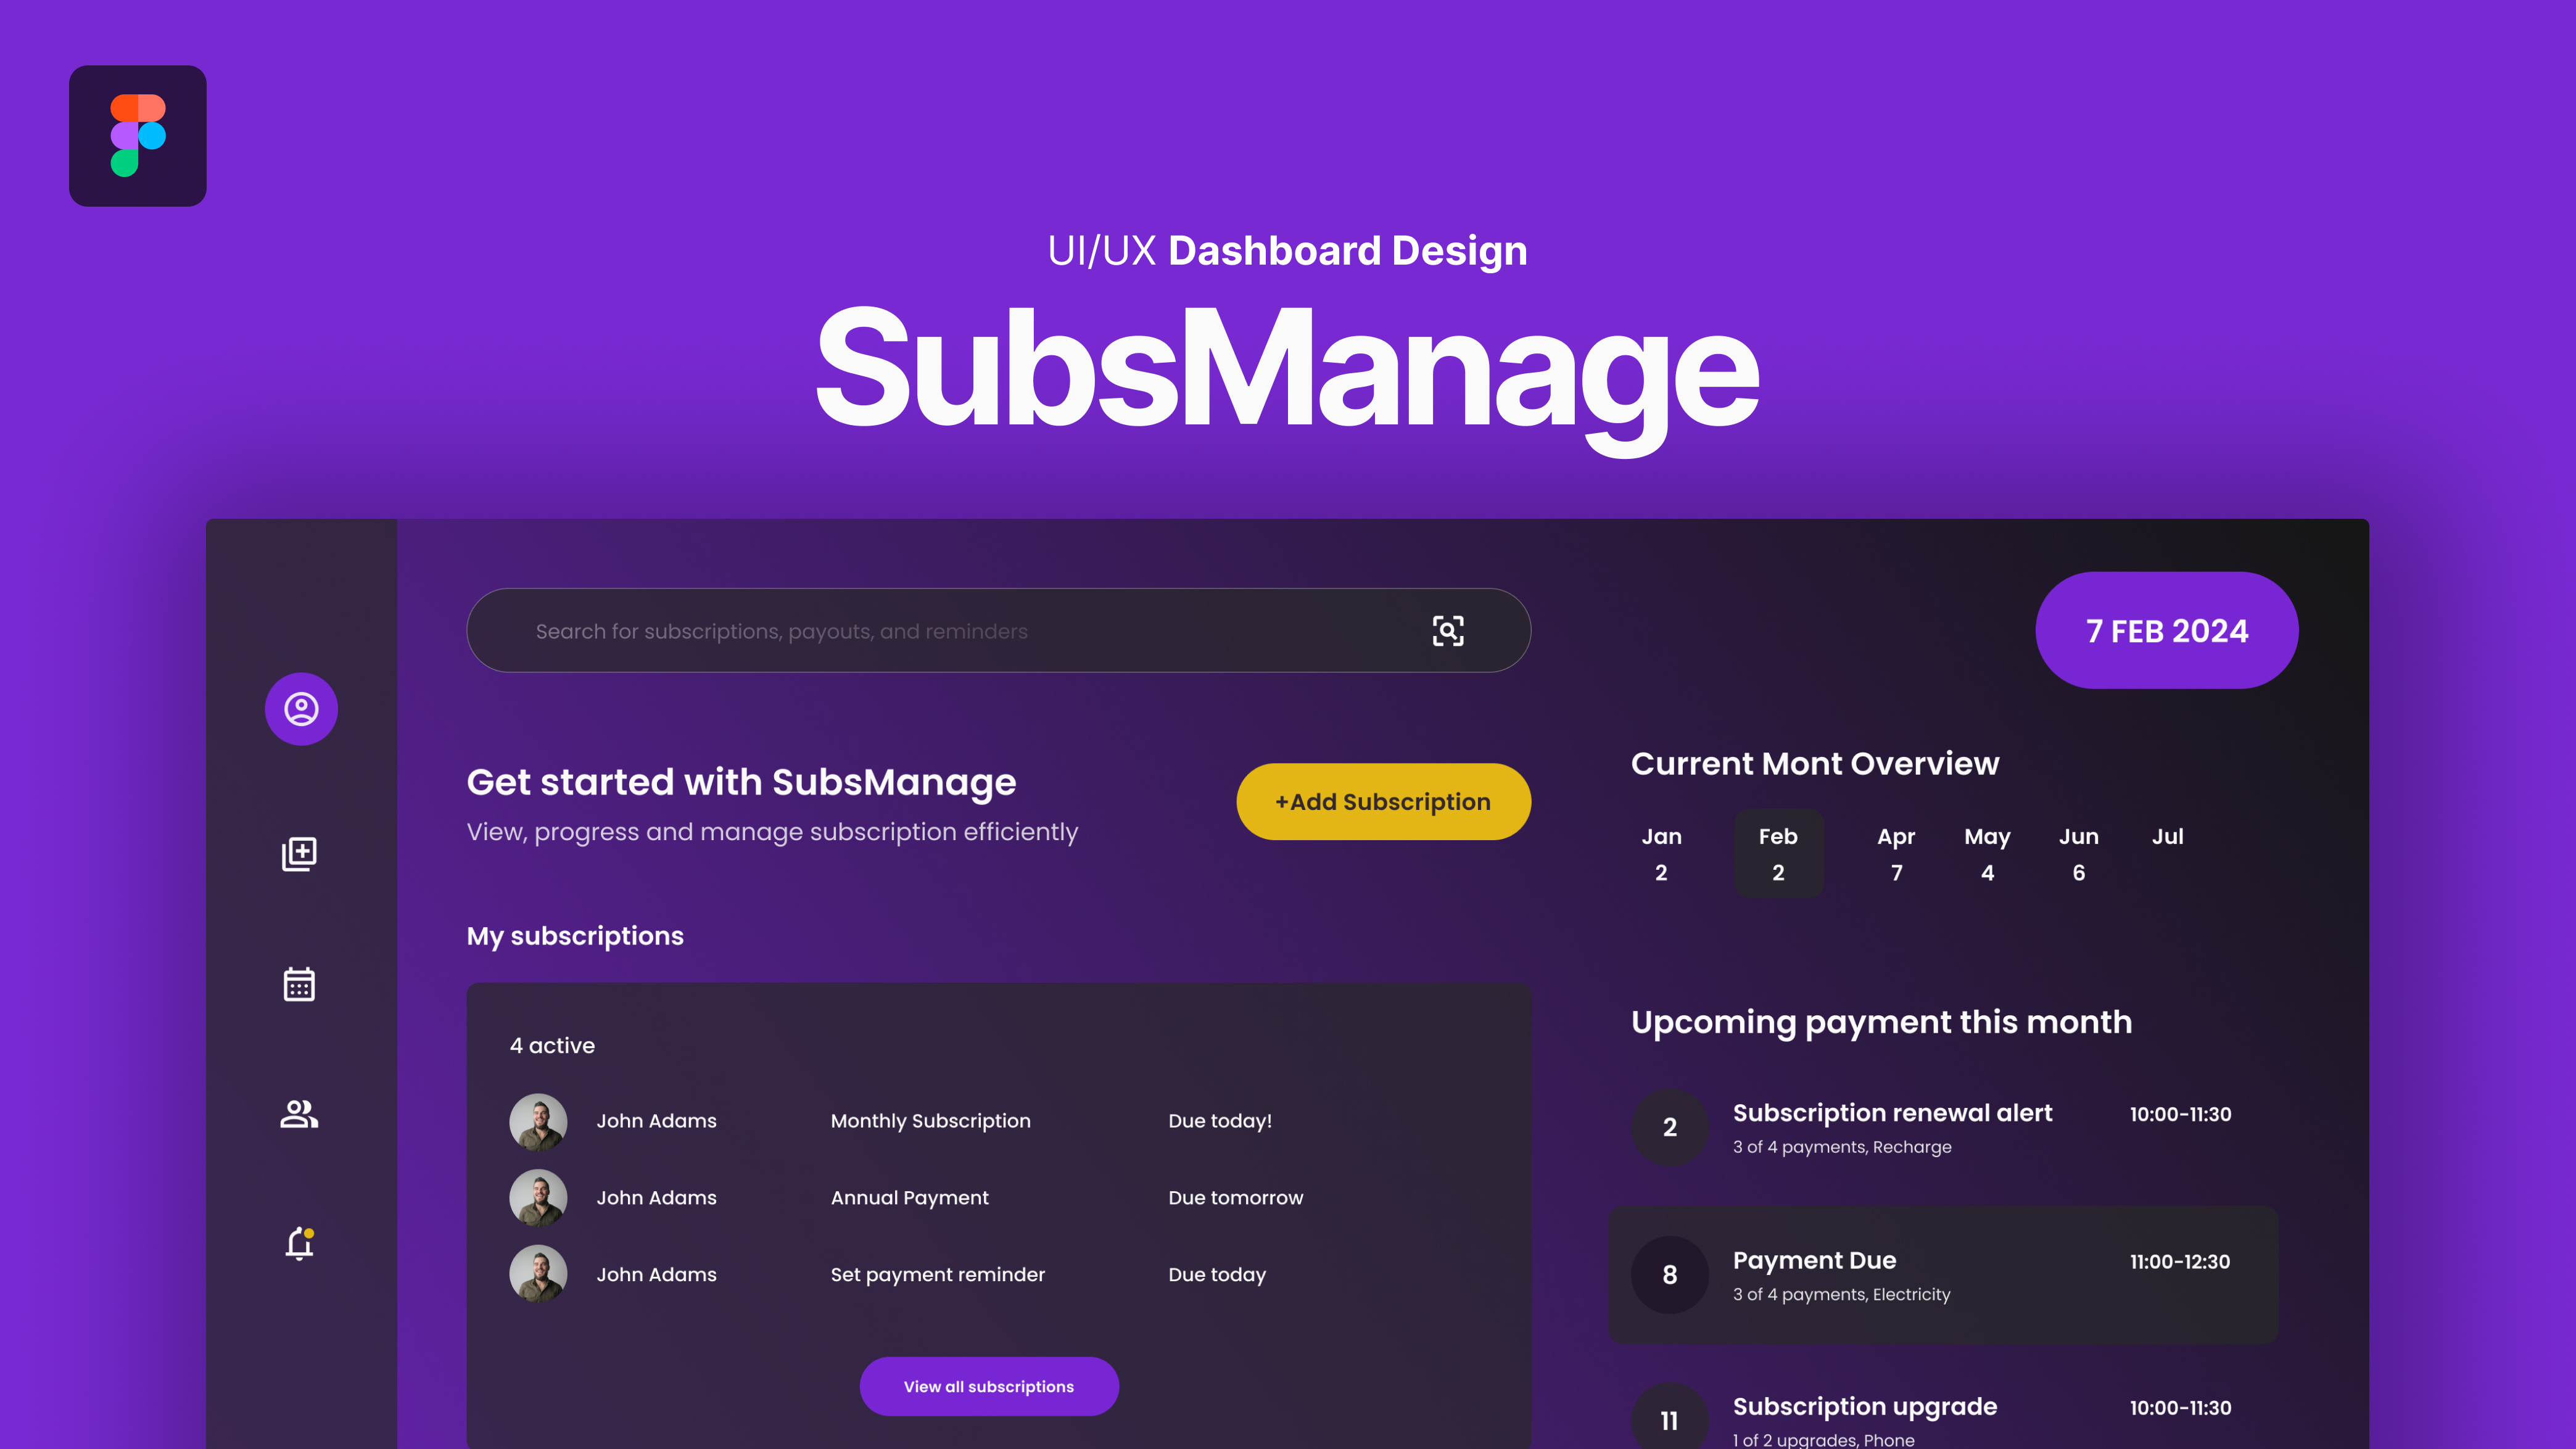 UI/UX Dashboard Design
SubsManage
Search for subscriptions, payouts, and reminders
7 FEB 2024
Get started with SubsManage
View, progress and manage subscription efficiently
+Add Subscription
Current Mont Overview
Jan Feb Apr May Jun Jul
2 2 7 4 6
My subscriptions
4 active
John Adams Monthly Subscription Due today!
John Adams Annual Payment Due tomorrow
John Adams Set payment reminder Due today
View all subscriptions
Upcoming payment this month
2 Subscription renewal alert 10:00-11:30
3 of 4 payments, Recharge
8 Payment Due 11:00-12:30
3 of 4 payments, Electricity
11 Subscription upgrade 10:00-11:30
1 of 2 upgrades, Phone